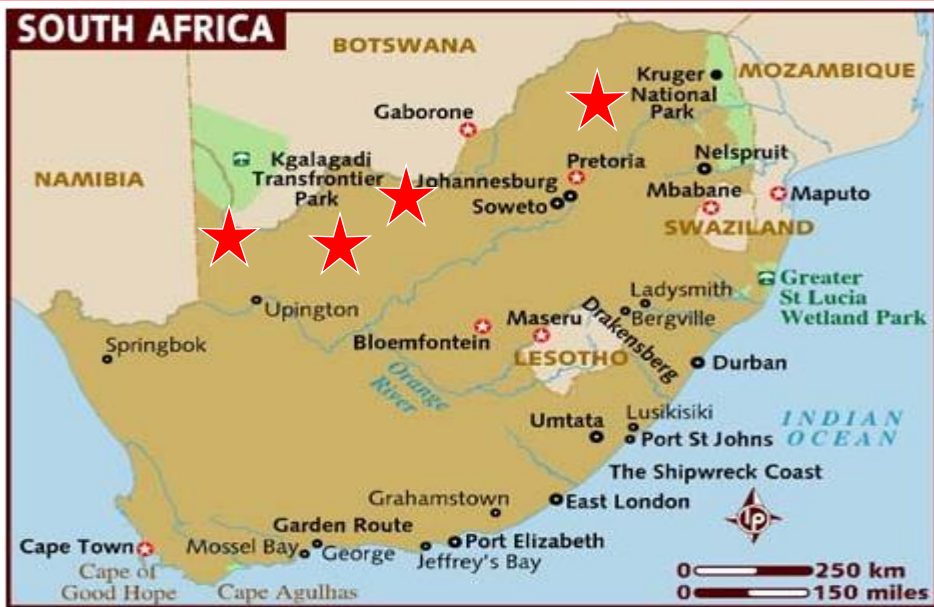 SOUTH AFRICA
BOTSWANA
MOZAMBIQUE
Kruger
National
Park
Gaborone
NAMIBIA
Kgalagadi
Transfrontier
Park
Pretoria
Johannesburg
Soweto
Nelspruit
Mbabane
Maputo
SWAZILAND
Greater
St Lucia
Wetland Park
Upington
Ladysmith
Bergville
Drakensberg
Springbok
Bloemfontein
Maseru
LESOTHO
Durban
Orange
River
Umtata
Lusikisiki
Port St Johns
INDIAN
OCEAN
The Shipwreck Coast
Grahamstown
East London
Garden Route
Cape Town
Mossel Bay
George
Port Elizabeth
Jeffrey's Bay
Cape of
Good Hope
Cape Agulhas
LP
0 250 km
0 150 miles